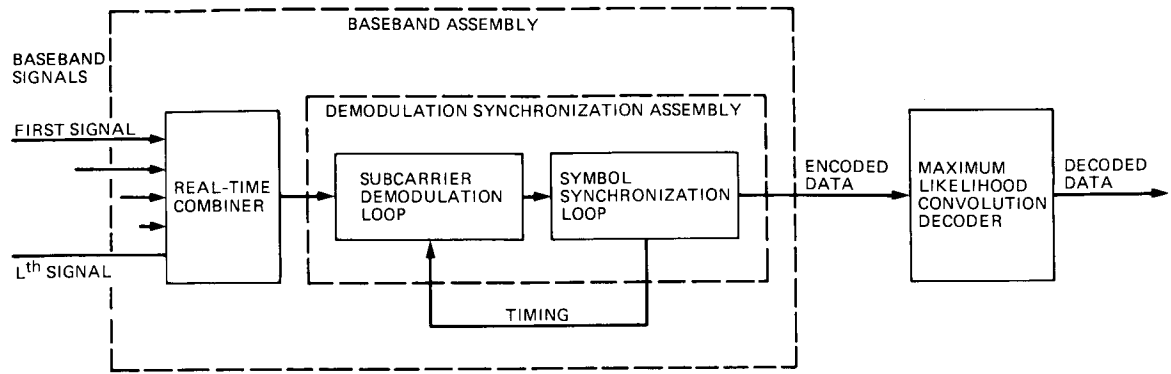 BASEBAND ASSEMBLY
BASEBAND
SIGNALS
DEMODULATION SYNCHRONIZATION ASSEMBLY
FIRST SIGNAL
REAL-TIME
COMBINER
SUBCARRIER
DEMODULATION
LOOP
SYMBOL
SYNCHRONIZATION
LOOP
ENCODED
DATA
MAXIMUM
LIKELIHOOD
CONVOLUTION
DECODER
DECODED
DATA
Lth SIGNAL
TIMING